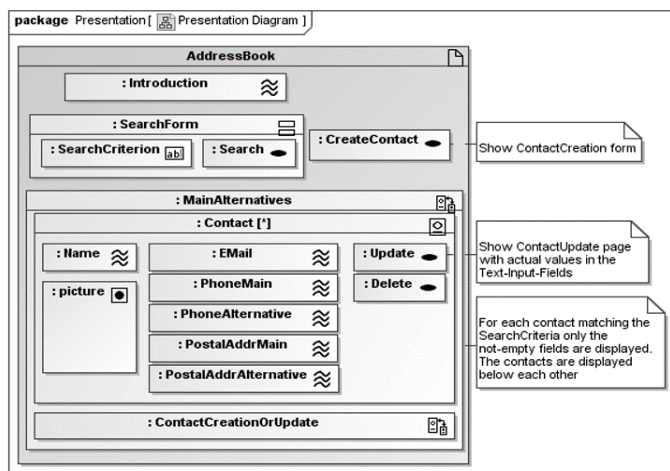 package Presentation [ Presentation Diagram ]
AddressBook
: Introduction
: SearchForm
: SearchCriterion ab|
: Search
: CreateContact
Show ContactCreation form
: MainAlternatives
: Contact [*]
: Name
: EMail
: Update
Show ContactUpdate page
with actual values in the
Text-Input-Fields
: picture
: PhoneMain
: Delete
: PhoneAlternative
: PostalAddrMain
: PostalAddrAlternative
For each contact matching the
SearchCriteria only the
not-empty fields are displayed.
The contacts are displayed
below each other
: ContactCreationOrUpdate